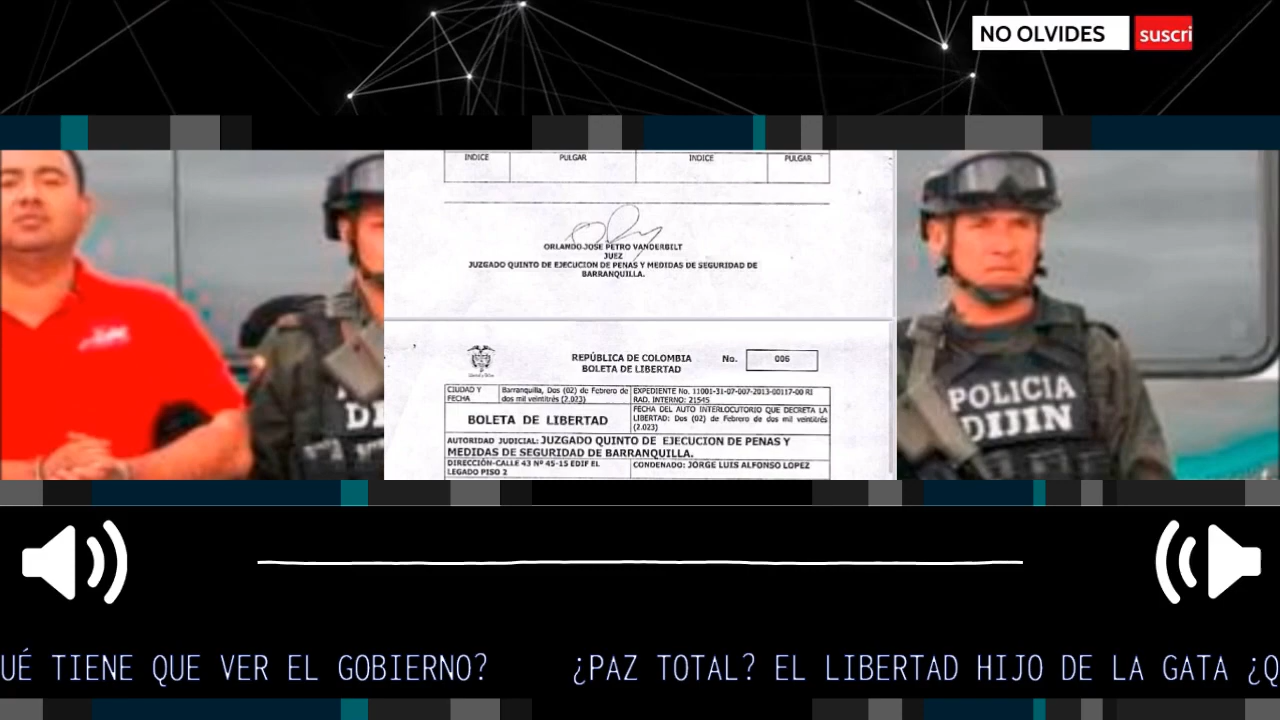 NO OLVIDES
suscri
INDICE PULGAR INDICE PULGAR
ORLANDO JOSE PETRO VANDERBILT
JUEZ
JUZGADO QUINTO DE EJECUCION DE PENAS Y MEDIDAS DE SEGURIDAD DE
BARRANQUILLA.
REPÚBLICA DE COLOMBIA No. 006
BOLETA DE LIBERTAD
CIUDAD Y
FECHA
Barranquilla, Dos (02) de Febrero de
dos mil veintitrés (2.023)
EXPEDIENTE No. 11001-31-07-007-2013-00117-00 RI
RAD. INTERNO: 21545
BOLETA DE LIBERTAD
FECHA DEL AUTO INTERLOCUTORIO QUE DECRETA LA
LIBERTAD: Dos (02) de Febrero de dos mil veintitrés
(2.023)
AUTORIDAD JUDICIAL: JUZGADO QUINTO DE EJECUCION DE PENAS Y
MEDIDAS DE SEGURIDAD DE BARRANQUILLA.
DIRECCIÓN-CALLE 43 Nº 45-15 EDIF EL
LEGADO PISO 2
CONDENADO: JORGE LUIS ALFONSO LOPEZ
DI
POLICIA
DIJIN
UÉ TIENE QUE VER EL GOBIERNO? ¿PAZ TOTAL? EL LIBERTAD HIJO DE LA GATA ¿Q